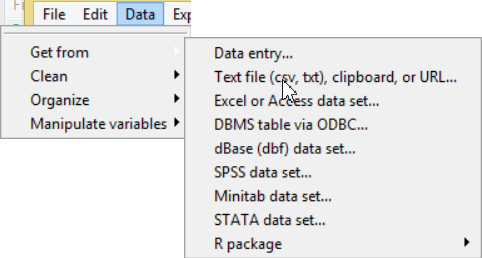 File Edit Data
Get from
Clean
Organize
Manipulate variables
Data entry...
Text file (csv, txt), clipboard, or URL...
Excel or Access data set...
DBMS table via ODBC...
dBase (dbf) data set...
SPSS data set...
Minitab data set...
STATA data set...
R package